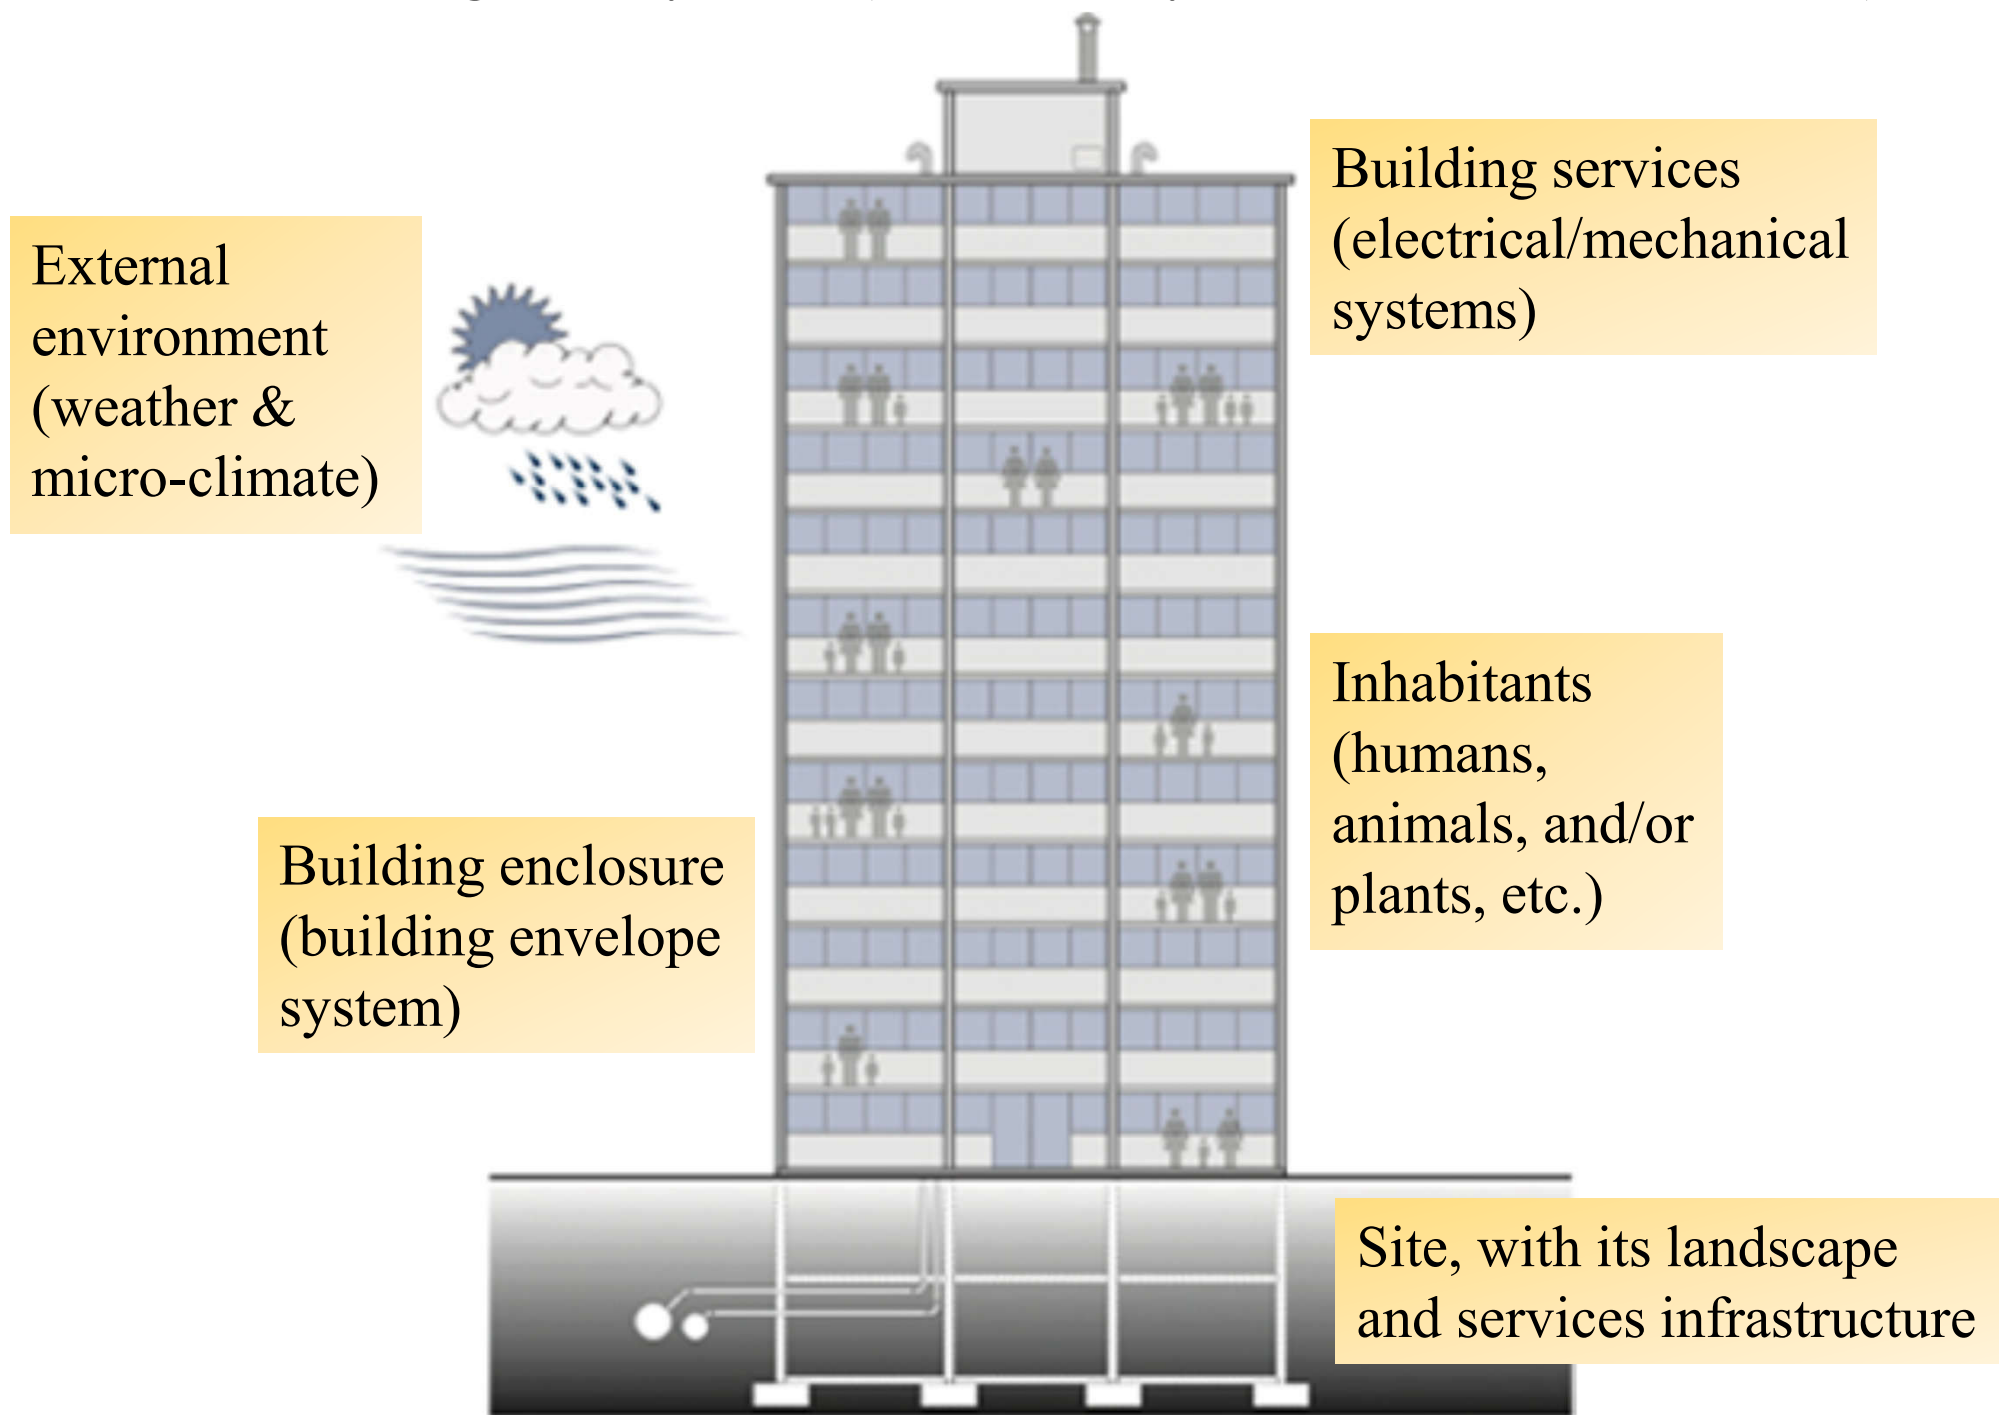 External
environment
(weather &
micro-climate)
Building services
(electrical/mechanical
systems)
Inhabitants
(humans,
animals, and/or
plants, etc.)
Building enclosure
(building envelope
system)
Site, with its landscape
and services infrastructure